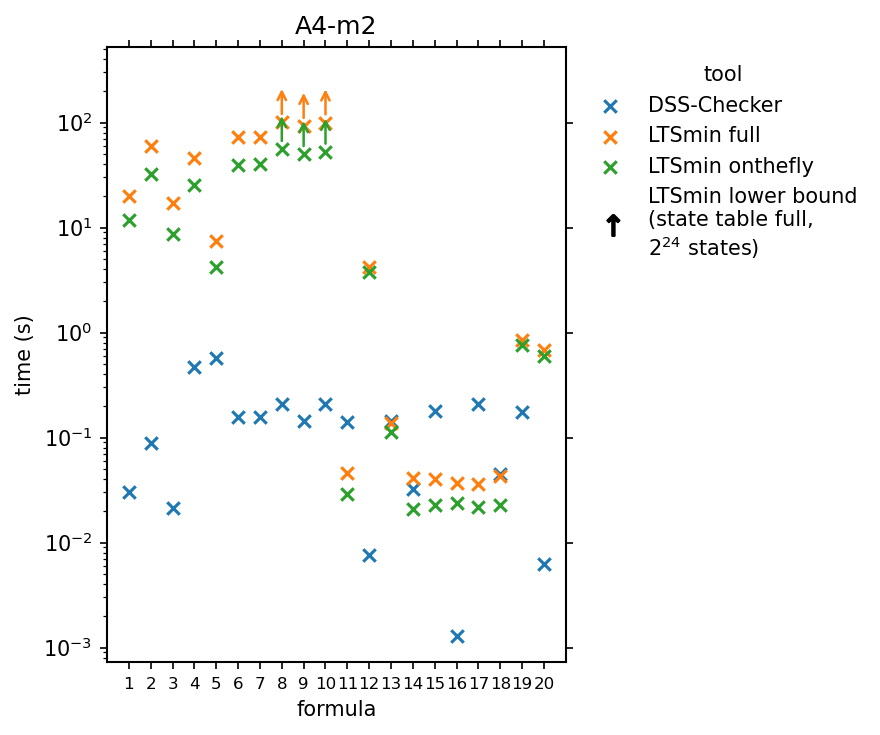 A4-m2
tool
DSS-Checker
LTSmin full
LTSmin onthefly
LTSmin lower bound
(state table full,
2²⁴ states)
time (s)
10²
10¹
10⁰
10⁻¹
10⁻²
10⁻³
1 2 3 4 5 6 7 8 9 10 11 12 13 14 15 16 17 18 19 20
formula